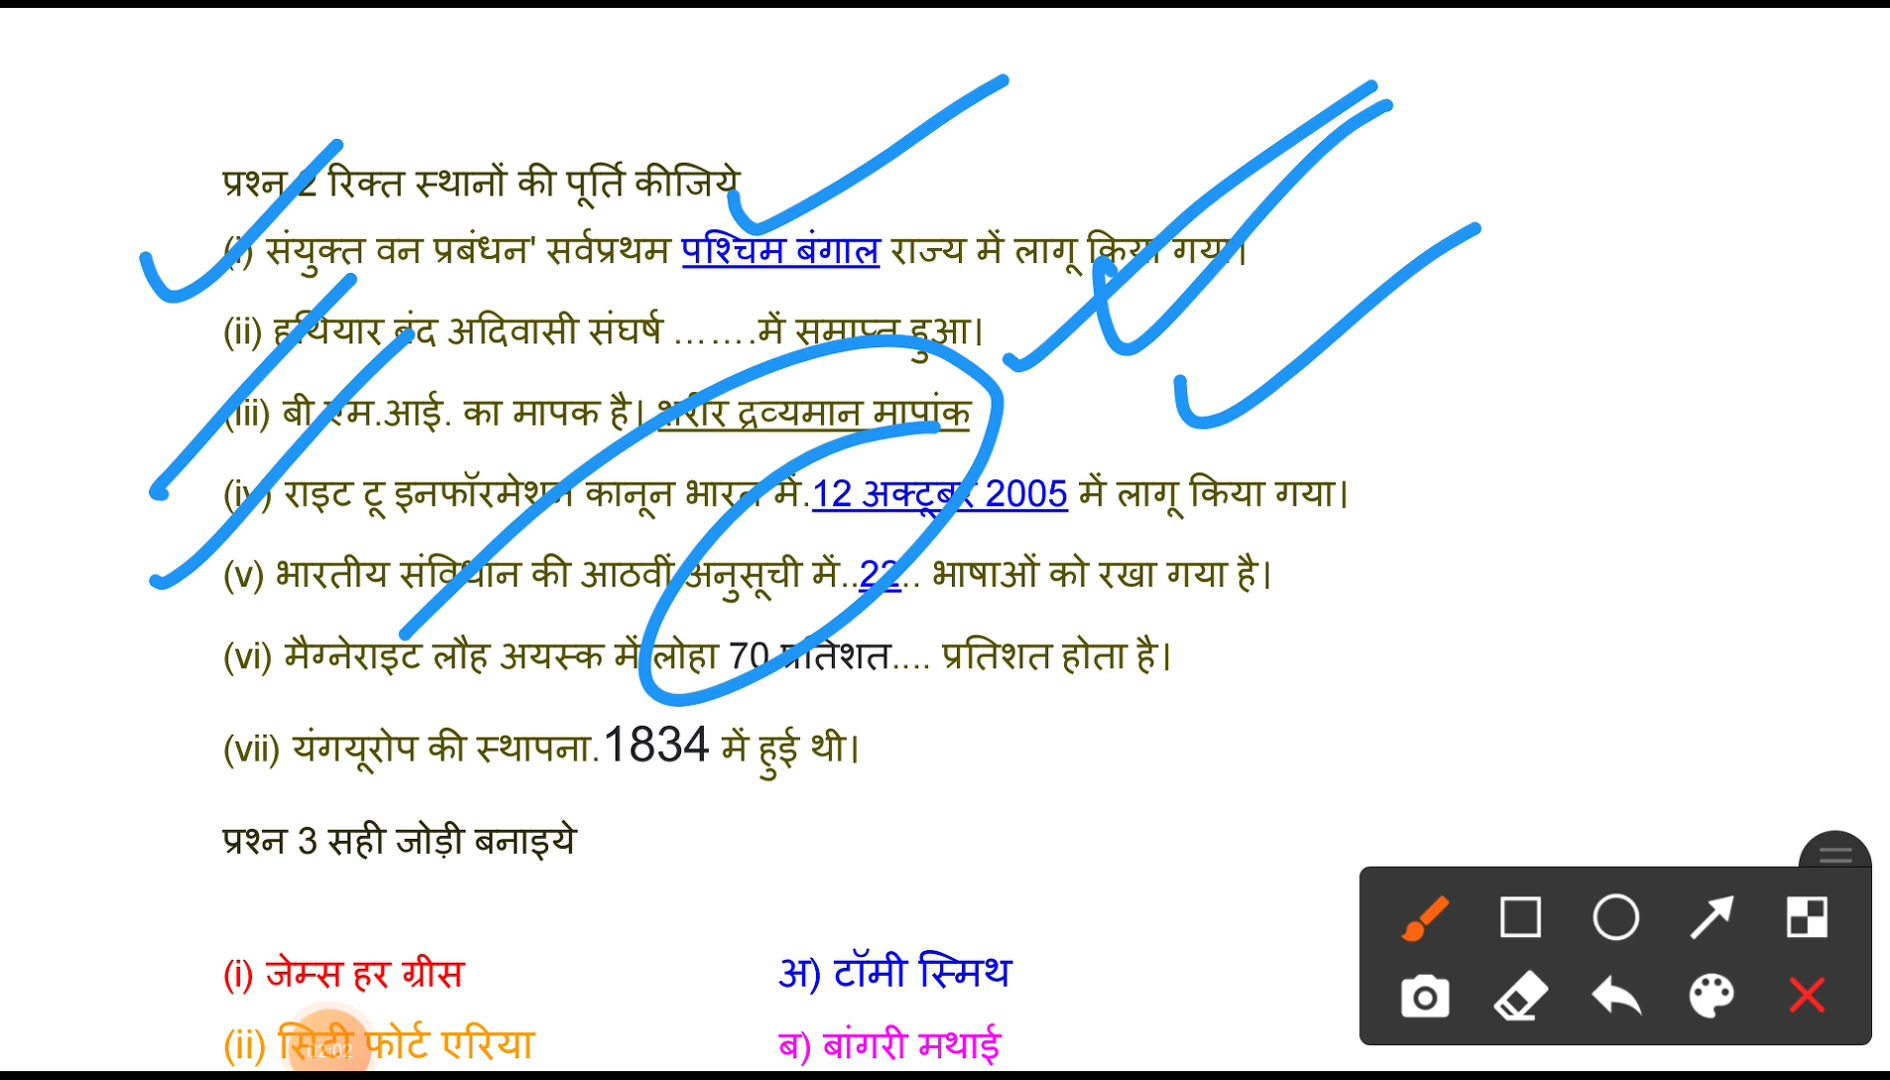 प्रश्न 2 रिक्त स्थानों की पूर्ति कीजिये
(i) संयुक्त वन प्रबंधन' सर्वप्रथम पश्चिम बंगाल राज्य में लागू किया गया।
(ii) हथियार बंद अदिवासी संघर्ष .......में समाप्त हुआ।
(iii) बी एम.आई. का मापक है। शरीर द्रव्यमान मापांक
(iv) राइट टू इनफॉरमेशन कानून भारत में.12 अक्टूबर 2005 में लागू किया गया।
(v) भारतीय संविधान की आठवीं अनुसूची में..22.. भाषाओं को रखा गया है।
(vi) मैग्नेराइट लौह अयस्क में लोहा 70 प्रतिशत.... प्रतिशत होता है।
(vii) यंगयूरोप की स्थापना.1834 में हुई थी।
प्रश्न 3 सही जोड़ी बनाइये
(i) जेम्स हर ग्रीस अ) टॉमी स्मिथ
(ii) सिटी फोर्ट एरिया ब) बांगरी मथाई
02:02